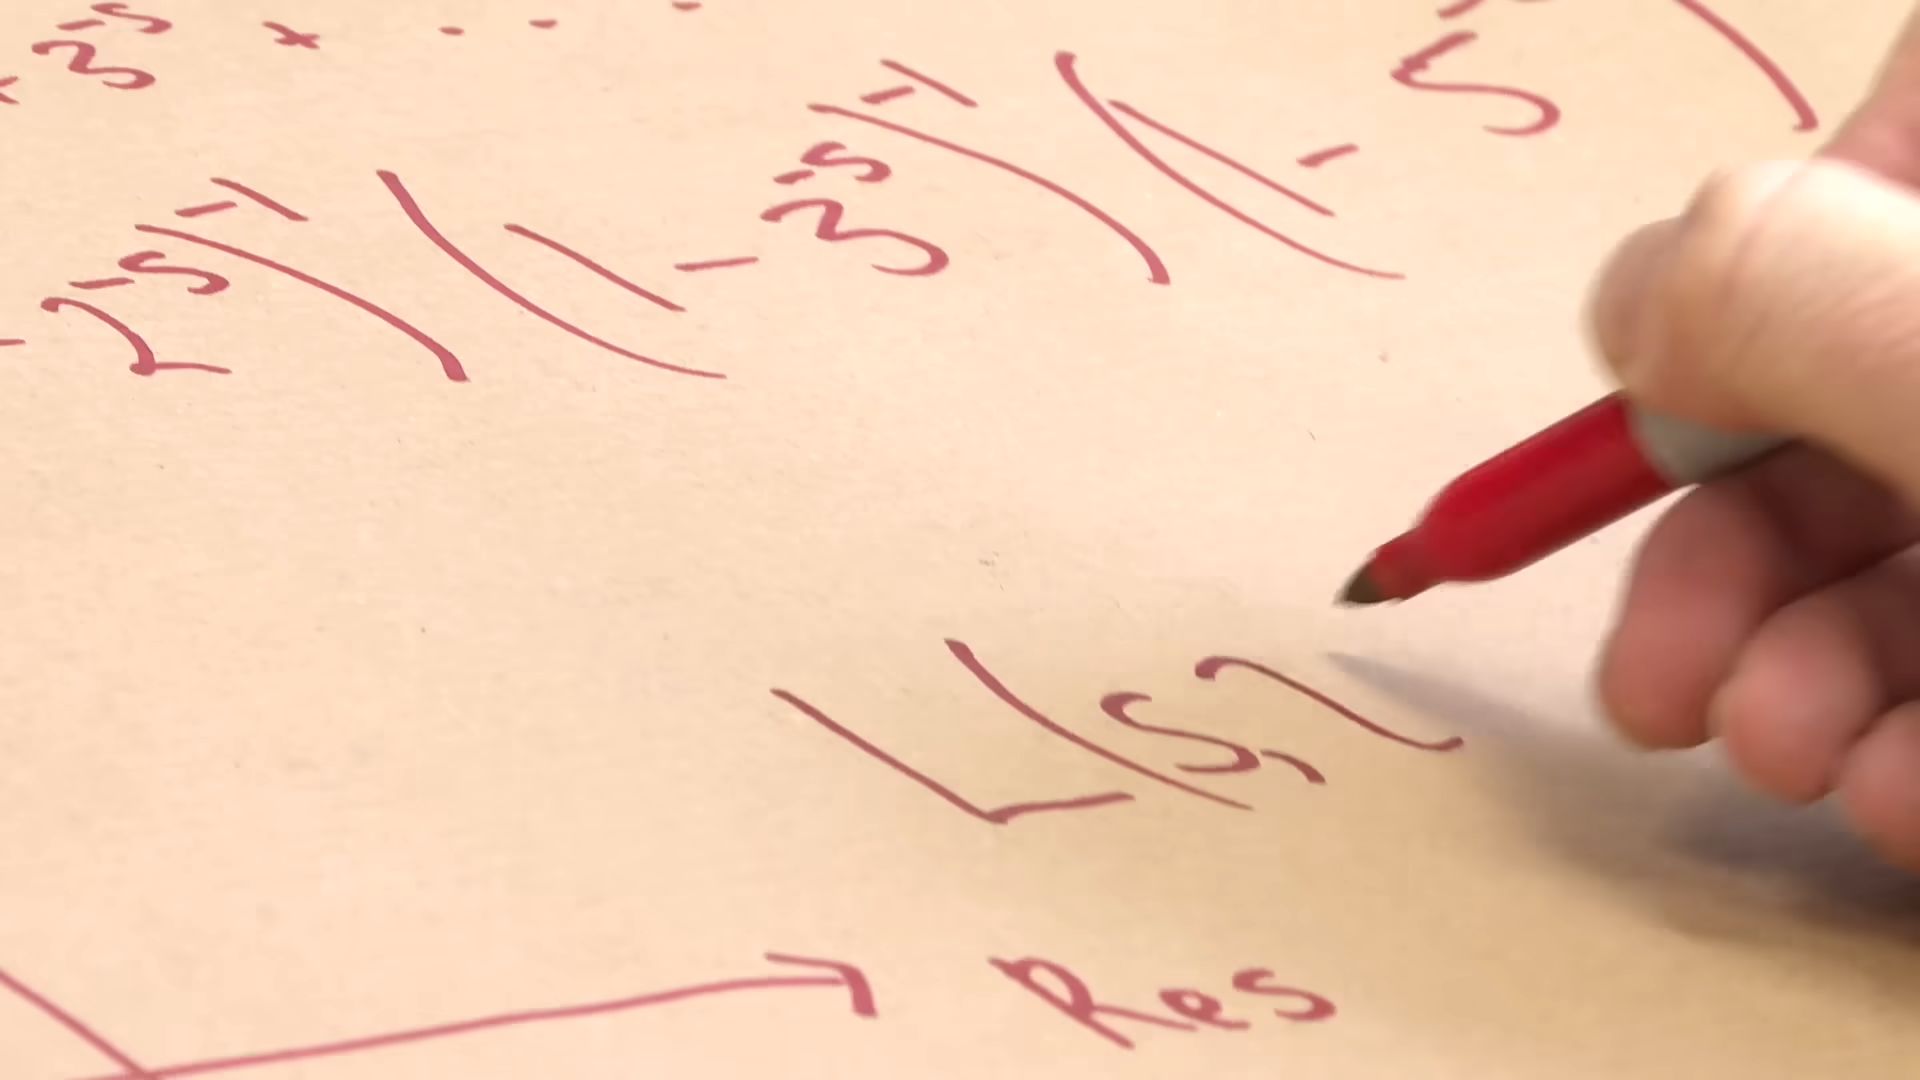 + 3^-s + . . .
- 2^-s)^-1 (1 - 3^-s)^-1 (1 - 5
L(s, χ
Res